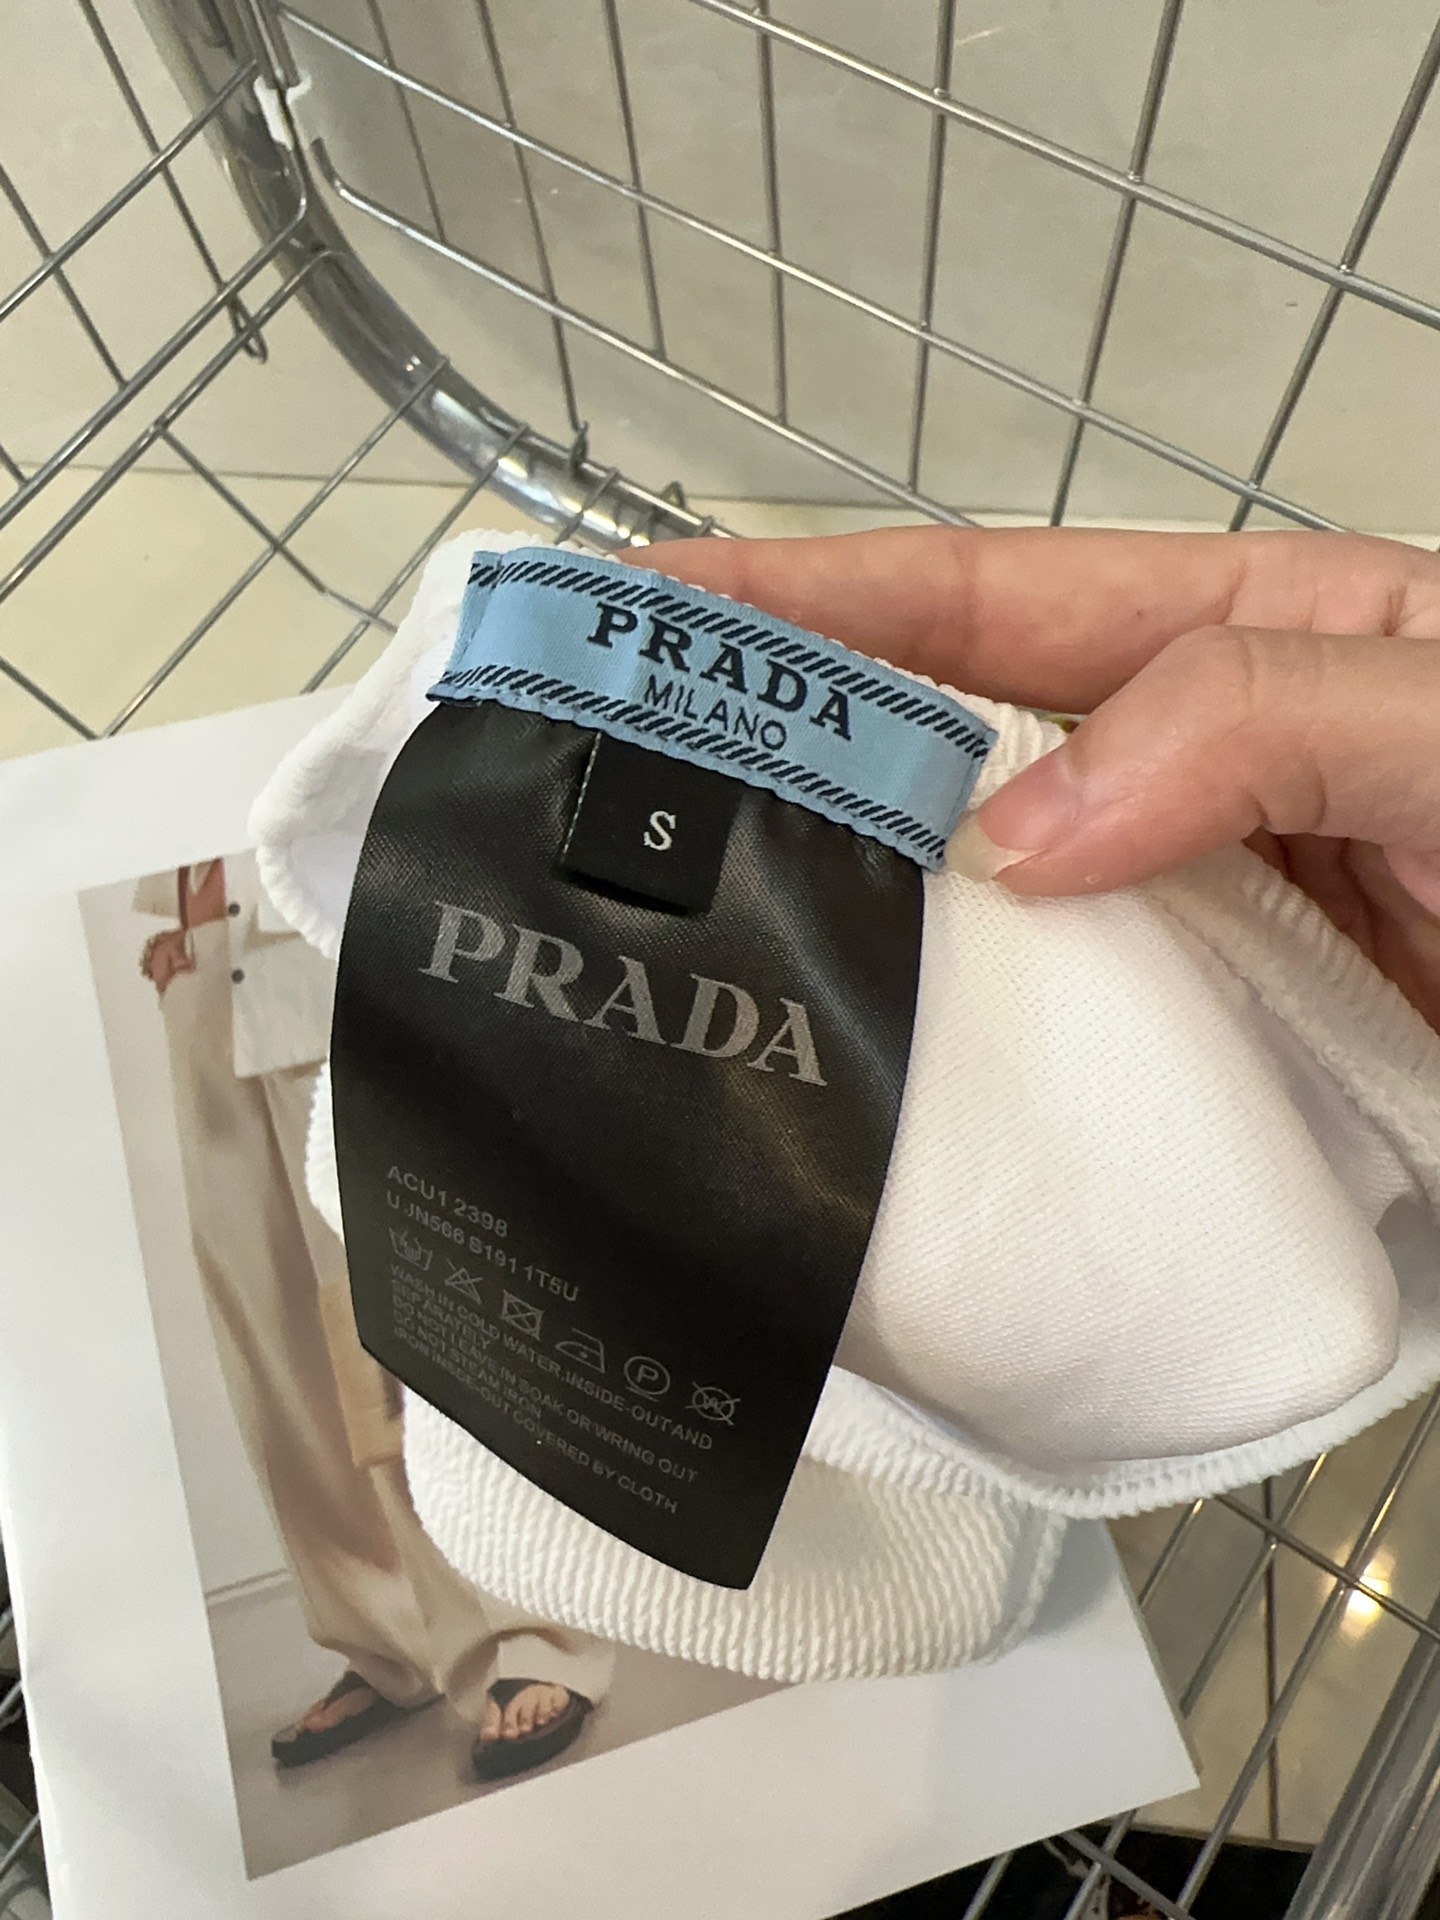 PRADA
MILANO
S
PRADA
ACU1 2398
U JN566 S191 1T5U
P
WASH IN COLD WATER,INSIDE-OUT AND
SEPARATELY
DO NOT LEAVE IN SOAK OR WRING OUT
DO NOT STEAM IRON
IRON INSIDE-OUT COVERED BY CLOTH